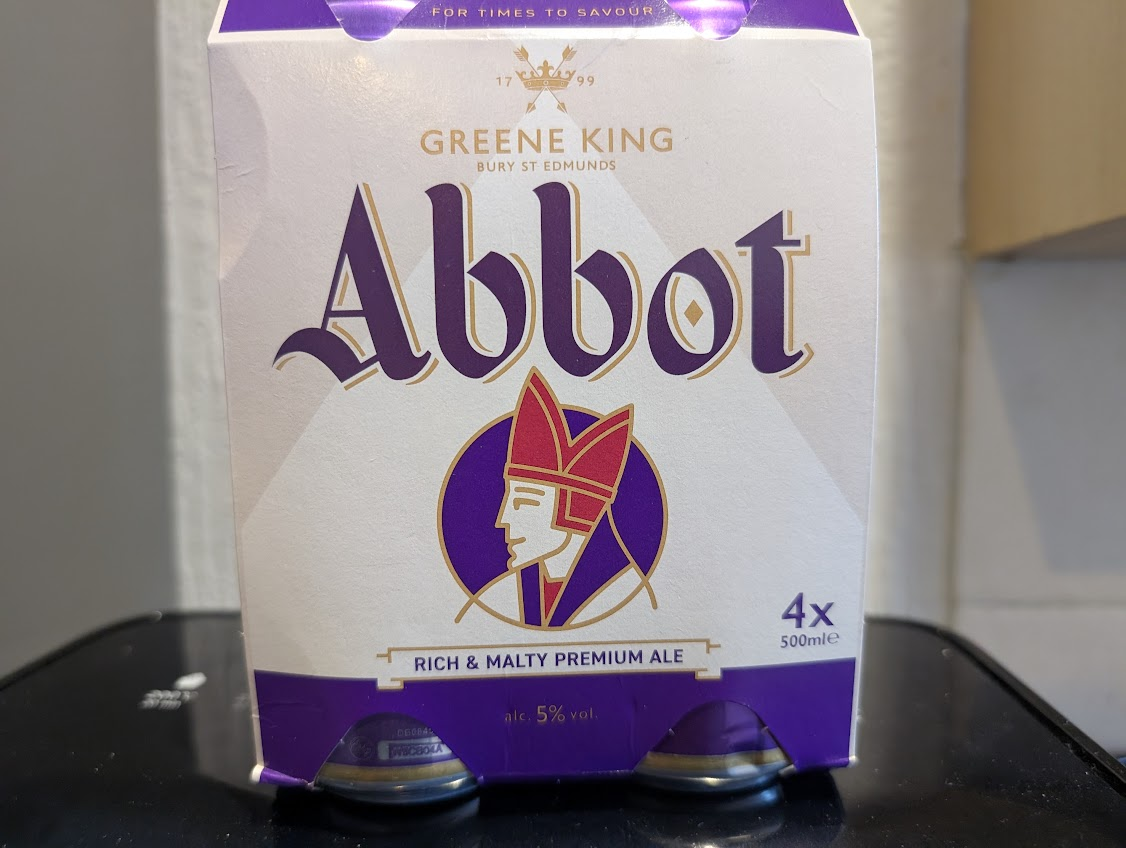 FOR TIMES TO SAVOUR
17 99
GREENE KING
BURY ST EDMUNDS
Abbot
4x
500ml℮
RICH & MALTY PREMIUM ALE
alc. 5% vol.